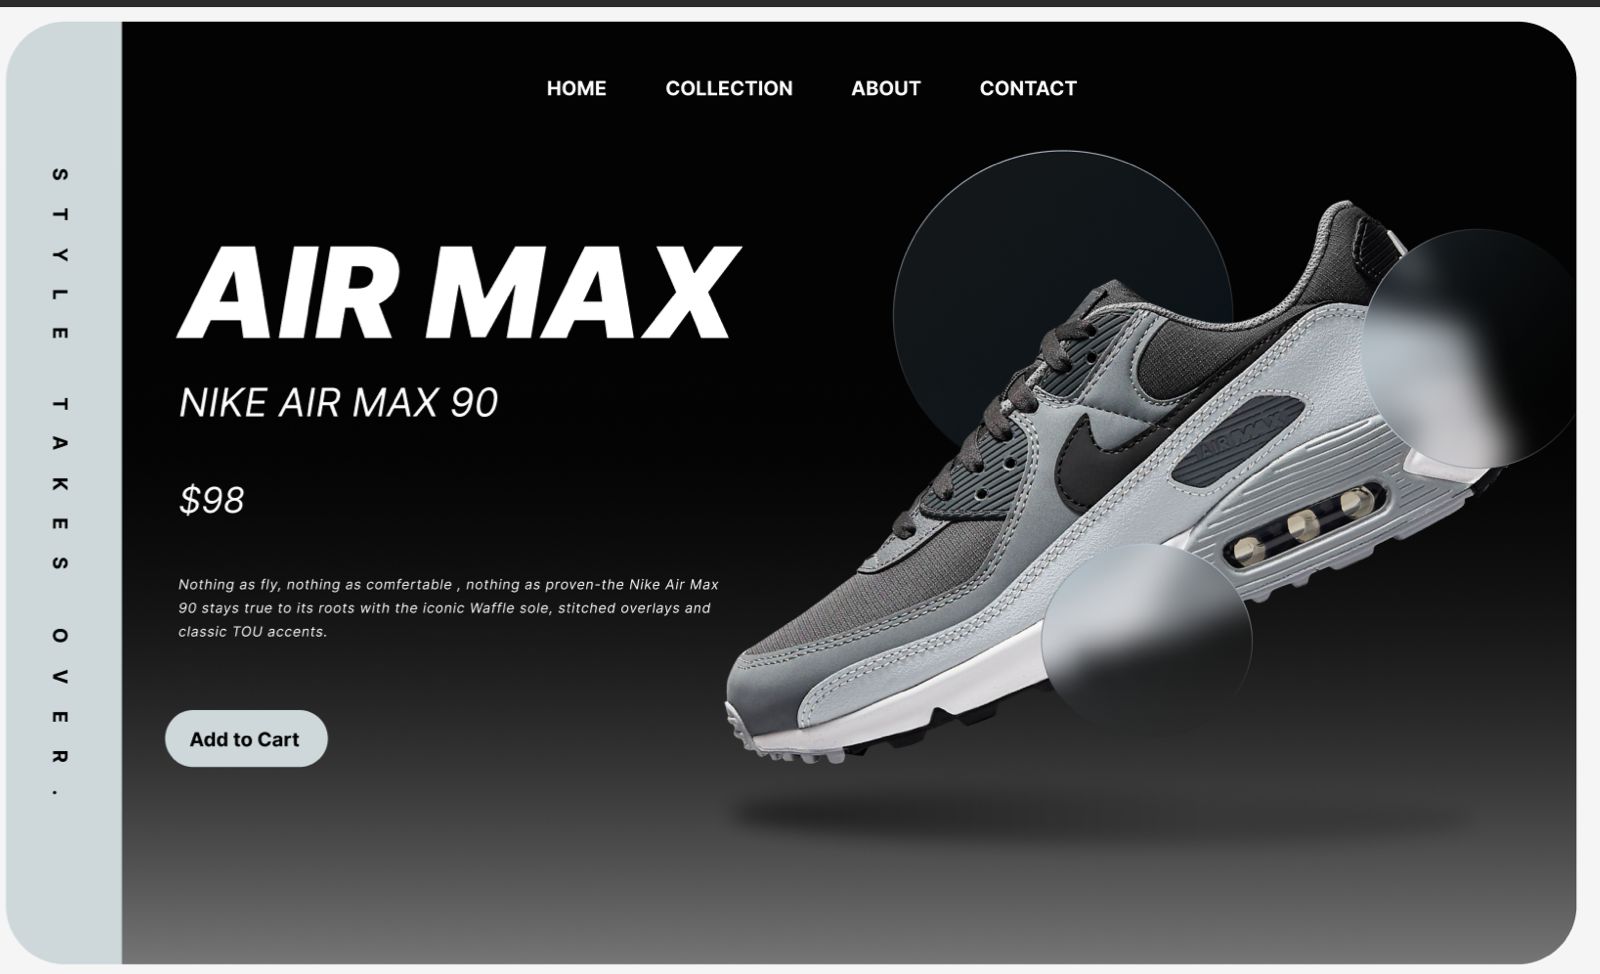 HOME COLLECTION ABOUT CONTACT
STYLE TAKES OVER.
AIR MAX
NIKE AIR MAX 90
$98
Nothing as fly, nothing as comfertable , nothing as proven-the Nike Air Max
90 stays true to its roots with the iconic Waffle sole, stitched overlays and
classic TOU accents.
Add to Cart
AIR MAX